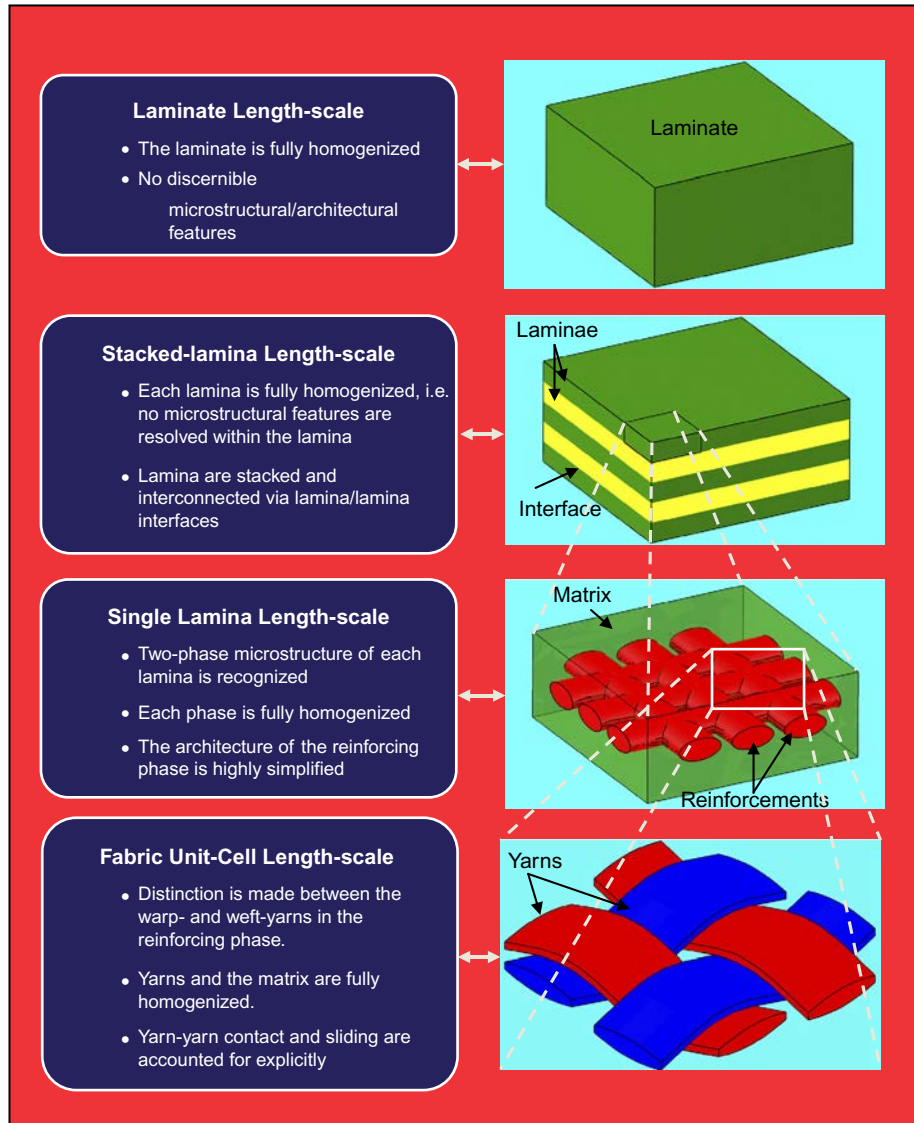 Laminate Length-scale
• The laminate is fully homogenized
• No discernible
microstructural/architectural
features
Laminate
Stacked-lamina Length-scale
• Each lamina is fully homogenized, i.e.
no microstructural features are
resolved within the lamina
• Lamina are stacked and
interconnected via lamina/lamina
interfaces
Laminae
Interface
Single Lamina Length-scale
• Two-phase microstructure of each
lamina is recognized
• Each phase is fully homogenized
• The architecture of the reinforcing
phase is highly simplified
Matrix
Reinforcements
Fabric Unit-Cell Length-scale
• Distinction is made between the
warp- and weft-yarns in the
reinforcing phase.
• Yarns and the matrix are fully
homogenized.
• Yarn-yarn contact and sliding are
accounted for explicitly
Yarns